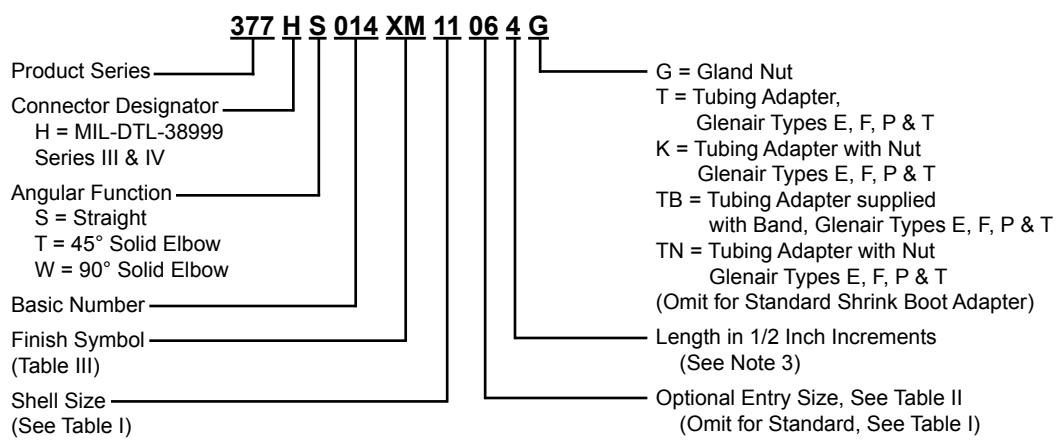 377 H S 014 XM 11 06 4 G
Product Series
Connector Designator
H = MIL-DTL-38999
Series III & IV
Angular Function
S = Straight
T = 45° Solid Elbow
W = 90° Solid Elbow
Basic Number
Finish Symbol
(Table III)
Shell Size
(See Table I)
G = Gland Nut
T = Tubing Adapter,
Glenair Types E, F, P & T
K = Tubing Adapter with Nut
Glenair Types E, F, P & T
TB = Tubing Adapter supplied
with Band, Glenair Types E, F, P & T
TN = Tubing Adapter with Nut
Glenair Types E, F, P & T
(Omit for Standard Shrink Boot Adapter)
Length in 1/2 Inch Increments
(See Note 3)
Optional Entry Size, See Table II
(Omit for Standard, See Table I)